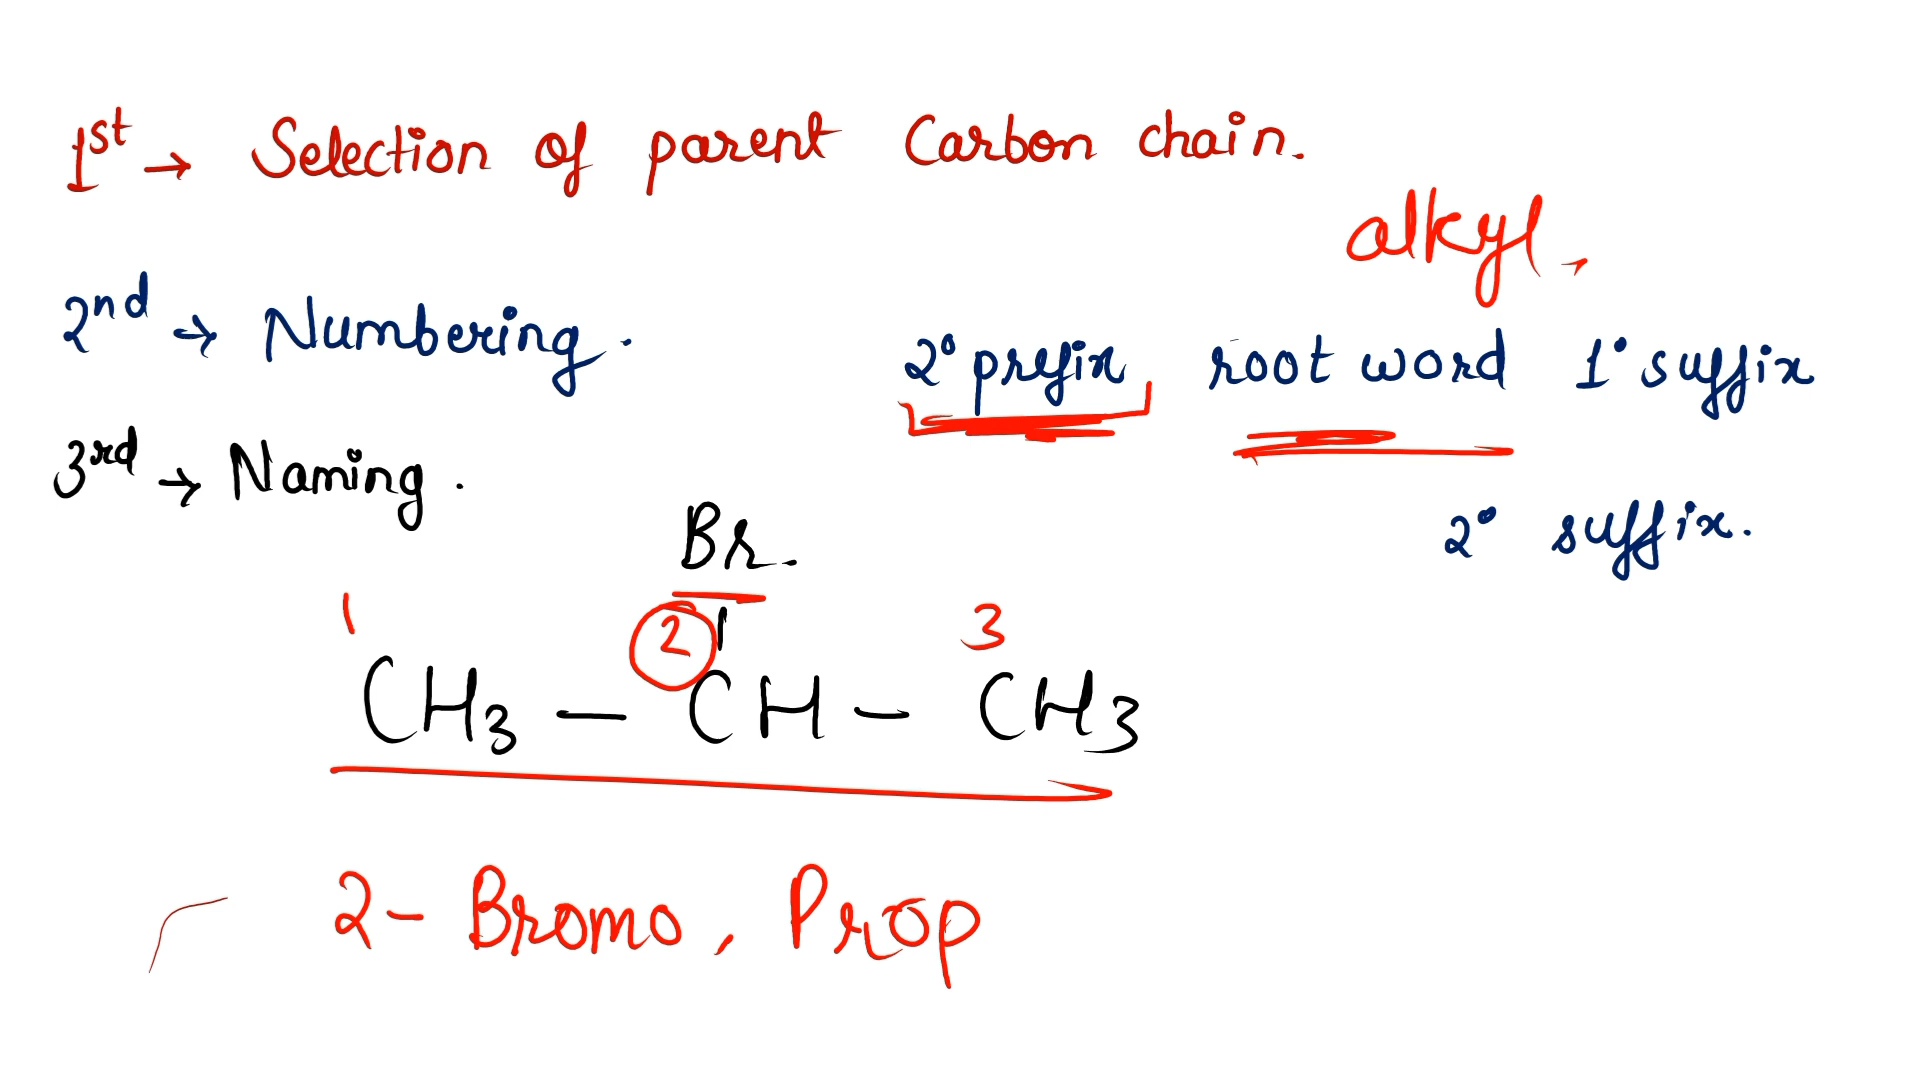 1st → Selection of parent Carbon chain.
alkyl,
2nd → Numbering.
2° prefix root word 1° suffix
3rd → Naming.
2° suffix.
Br.
1 2 3
CH3 — CH — CH3
2- Bromo, Prop